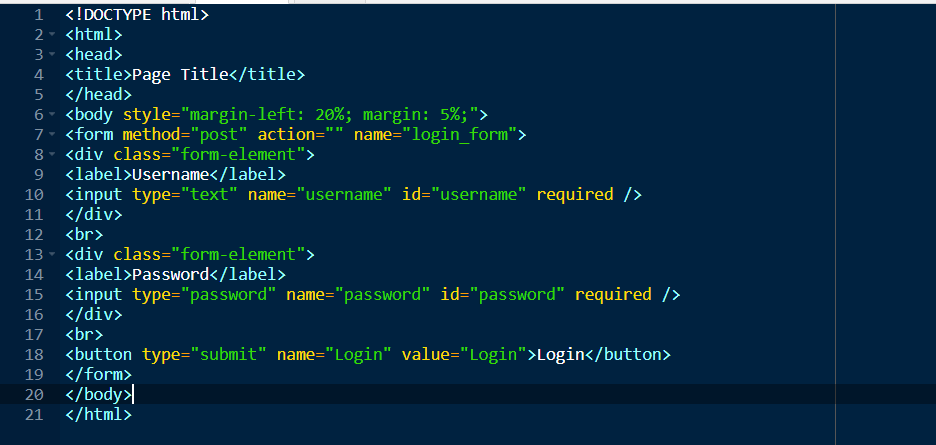 1 <!DOCTYPE html>
2 <html>
3 <head>
4 <title>Page Title</title>
5 </head>
6 <body style="margin-left: 20%; margin: 5%;">
7 <form method="post" action="" name="login_form">
8 <div class="form-element">
9 <label>Username</label>
10 <input type="text" name="username" id="username" required />
11 </div>
12 <br>
13 <div class="form-element">
14 <label>Password</label>
15 <input type="password" name="password" id="password" required />
16 </div>
17 <br>
18 <button type="submit" name="Login" value="Login">Login</button>
19 </form>
20 </body>
21 </html>